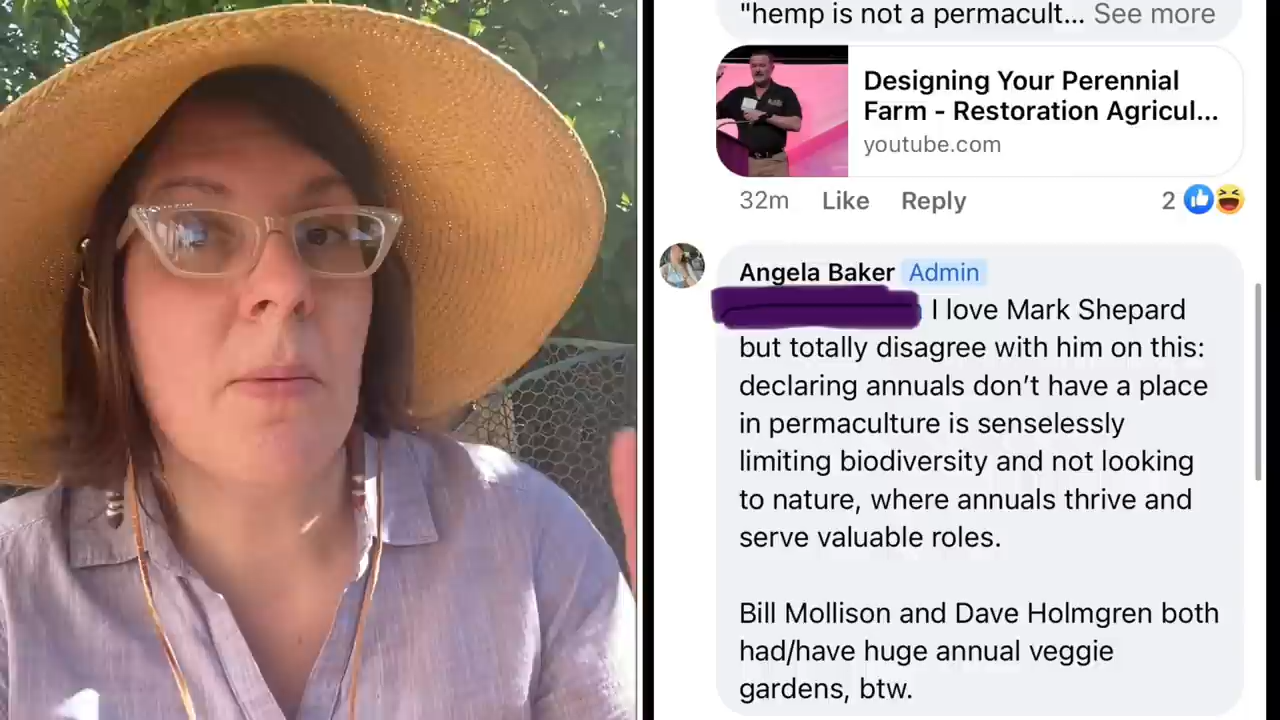 "hemp is not a permacult... See more
Designing Your Perennial
Farm - Restoration Agricul...
youtube.com
32m Like Reply 2
Angela Baker Admin
I love Mark Shepard
but totally disagree with him on this:
declaring annuals don’t have a place
in permaculture is senselessly
limiting biodiversity and not looking
to nature, where annuals thrive and
serve valuable roles.
Bill Mollison and Dave Holmgren both
had/have huge annual veggie
gardens, btw.